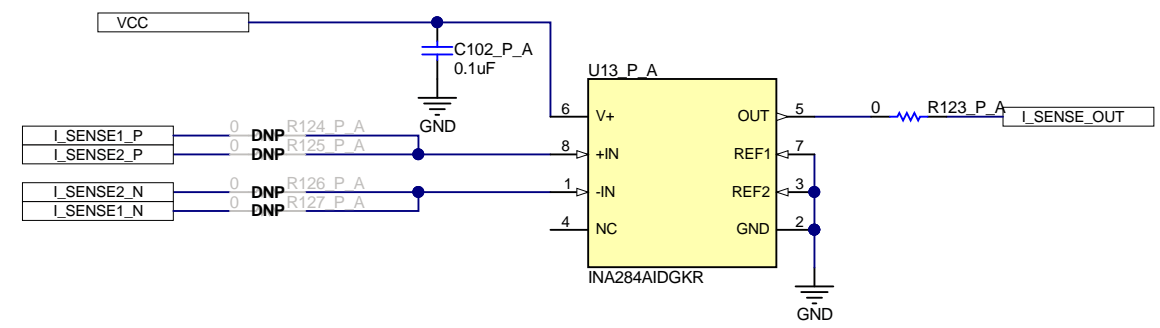 VCC
C102_P_A
0.1uF
GND
U13_P_A
6 V+ OUT 5 0 R123_P_A I_SENSE_OUT
I_SENSE1_P 0 DNP R124_P_A
I_SENSE2_P 0 DNP R125_P_A 8 +IN REF1 7
I_SENSE2_N 0 DNP R126_P_A 1 -IN REF2 3
I_SENSE1_N 0 DNP R127_P_A
4 NC GND 2
INA284AIDGKR
GND